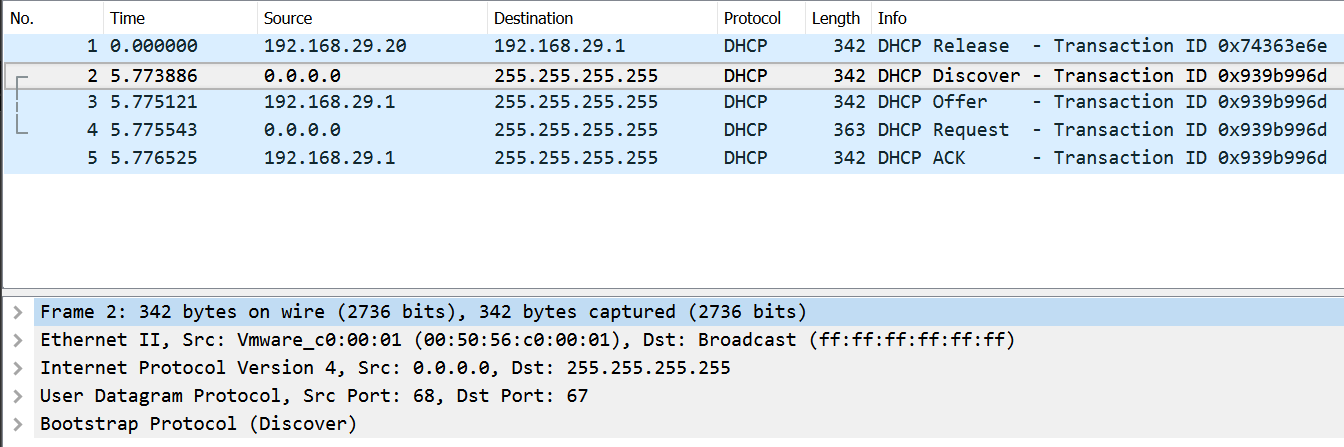 No. Time Source Destination Protocol Length Info
1 0.000000 192.168.29.20 192.168.29.1 DHCP 342 DHCP Release - Transaction ID 0x74363e6e
2 5.773886 0.0.0.0 255.255.255.255 DHCP 342 DHCP Discover - Transaction ID 0x939b996d
3 5.775121 192.168.29.1 255.255.255.255 DHCP 342 DHCP Offer - Transaction ID 0x939b996d
4 5.775543 0.0.0.0 255.255.255.255 DHCP 363 DHCP Request - Transaction ID 0x939b996d
5 5.776525 192.168.29.1 255.255.255.255 DHCP 342 DHCP ACK - Transaction ID 0x939b996d
Frame 2: 342 bytes on wire (2736 bits), 342 bytes captured (2736 bits)
Ethernet II, Src: Vmware_c0:00:01 (00:50:56:c0:00:01), Dst: Broadcast (ff:ff:ff:ff:ff:ff)
Internet Protocol Version 4, Src: 0.0.0.0, Dst: 255.255.255.255
User Datagram Protocol, Src Port: 68, Dst Port: 67
Bootstrap Protocol (Discover)